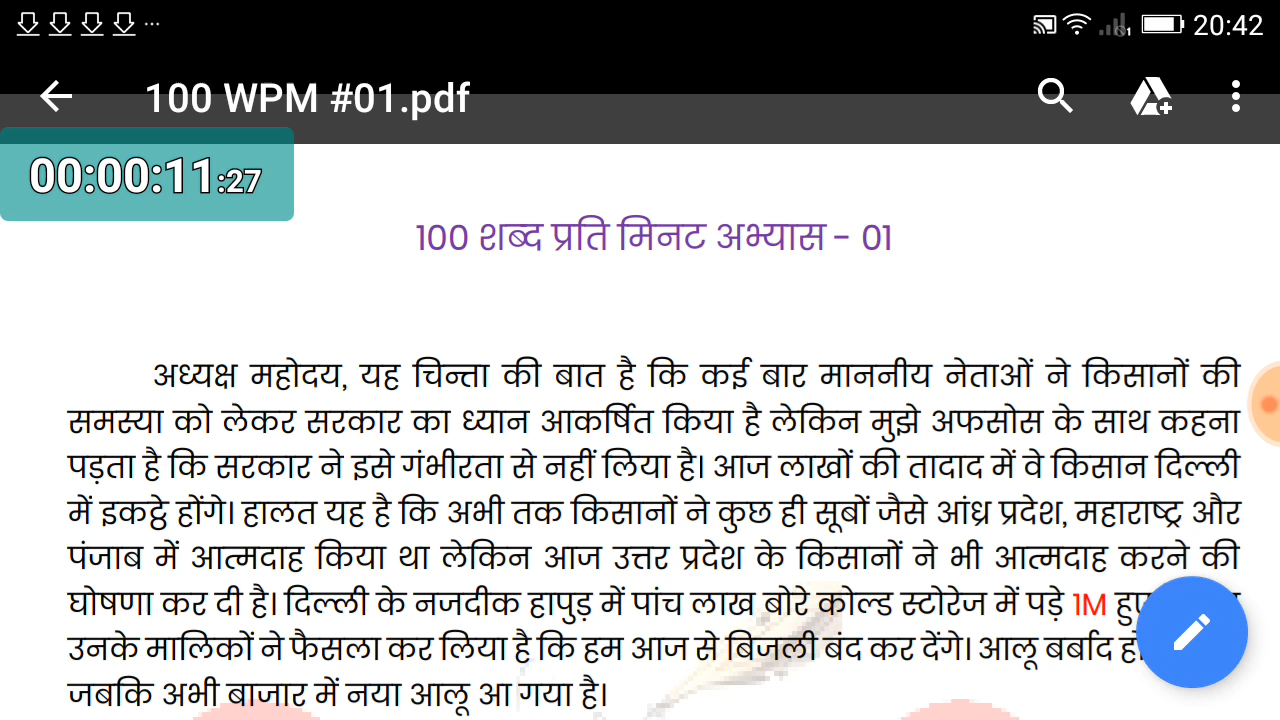 20:42
100 WPM #01.pdf
00:00:11:27
100 शब्द प्रति मिनट अभ्यास - 01
अध्यक्ष महोदय, यह चिन्ता की बात है कि कई बार माननीय नेताओं ने किसानों की
समस्या को लेकर सरकार का ध्यान आकर्षित किया है लेकिन मुझे अफसोस के साथ कहना
पड़ता है कि सरकार ने इसे गंभीरता से नहीं लिया है। आज लाखों की तादाद में वे किसान दिल्ली
में इकट्ठे होंगे। हालत यह है कि अभी तक किसानों ने कुछ ही सूबों जैसे आंध्र प्रदेश, महाराष्ट्र और
पंजाब में आत्मदाह किया था लेकिन आज उत्तर प्रदेश के किसानों ने भी आत्मदाह करने की
घोषणा कर दी है। दिल्ली के नजदीक हापुड़ में पांच लाख बोरे कोल्ड स्टोरेज में पड़े 1M
उनके मालिकों ने फैसला कर लिया है कि हम आज से बिजली बंद कर देंगे। आलू बर्बाद
जबकि अभी बाजार में नया आलू आ गया है।